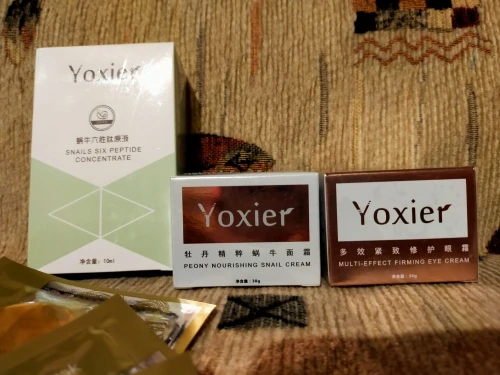 Yoxier
蜗牛六胜肽原液
SNAILS SIX PEPTIDE
CONCENTRATE
净含量：10ml
Yoxier
牡丹精粹蜗牛面霜
PEONY NOURISHING SNAIL CREAM
Yoxier
多效紧致修护眼霜
MULTI-EFFECT FIRMING EYE CREAM